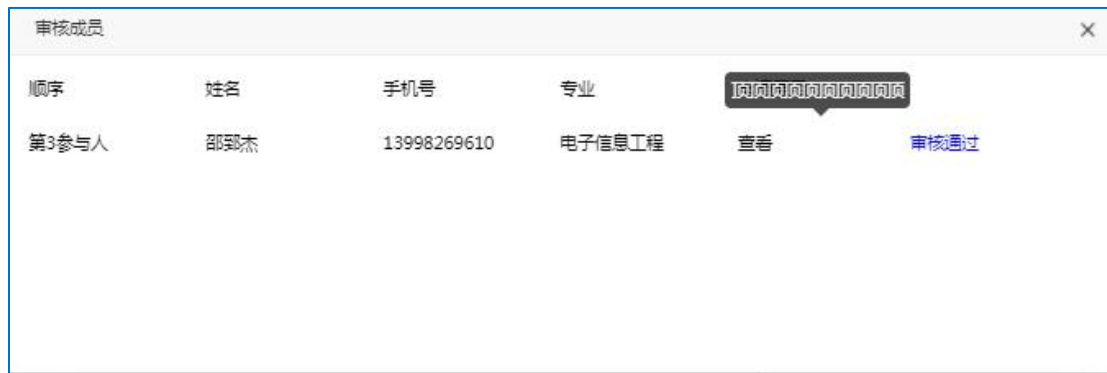 审核成员
顺序 姓名 手机号 专业
第3参与人 邵郅杰 13998269610 电子信息工程 查看 审核通过